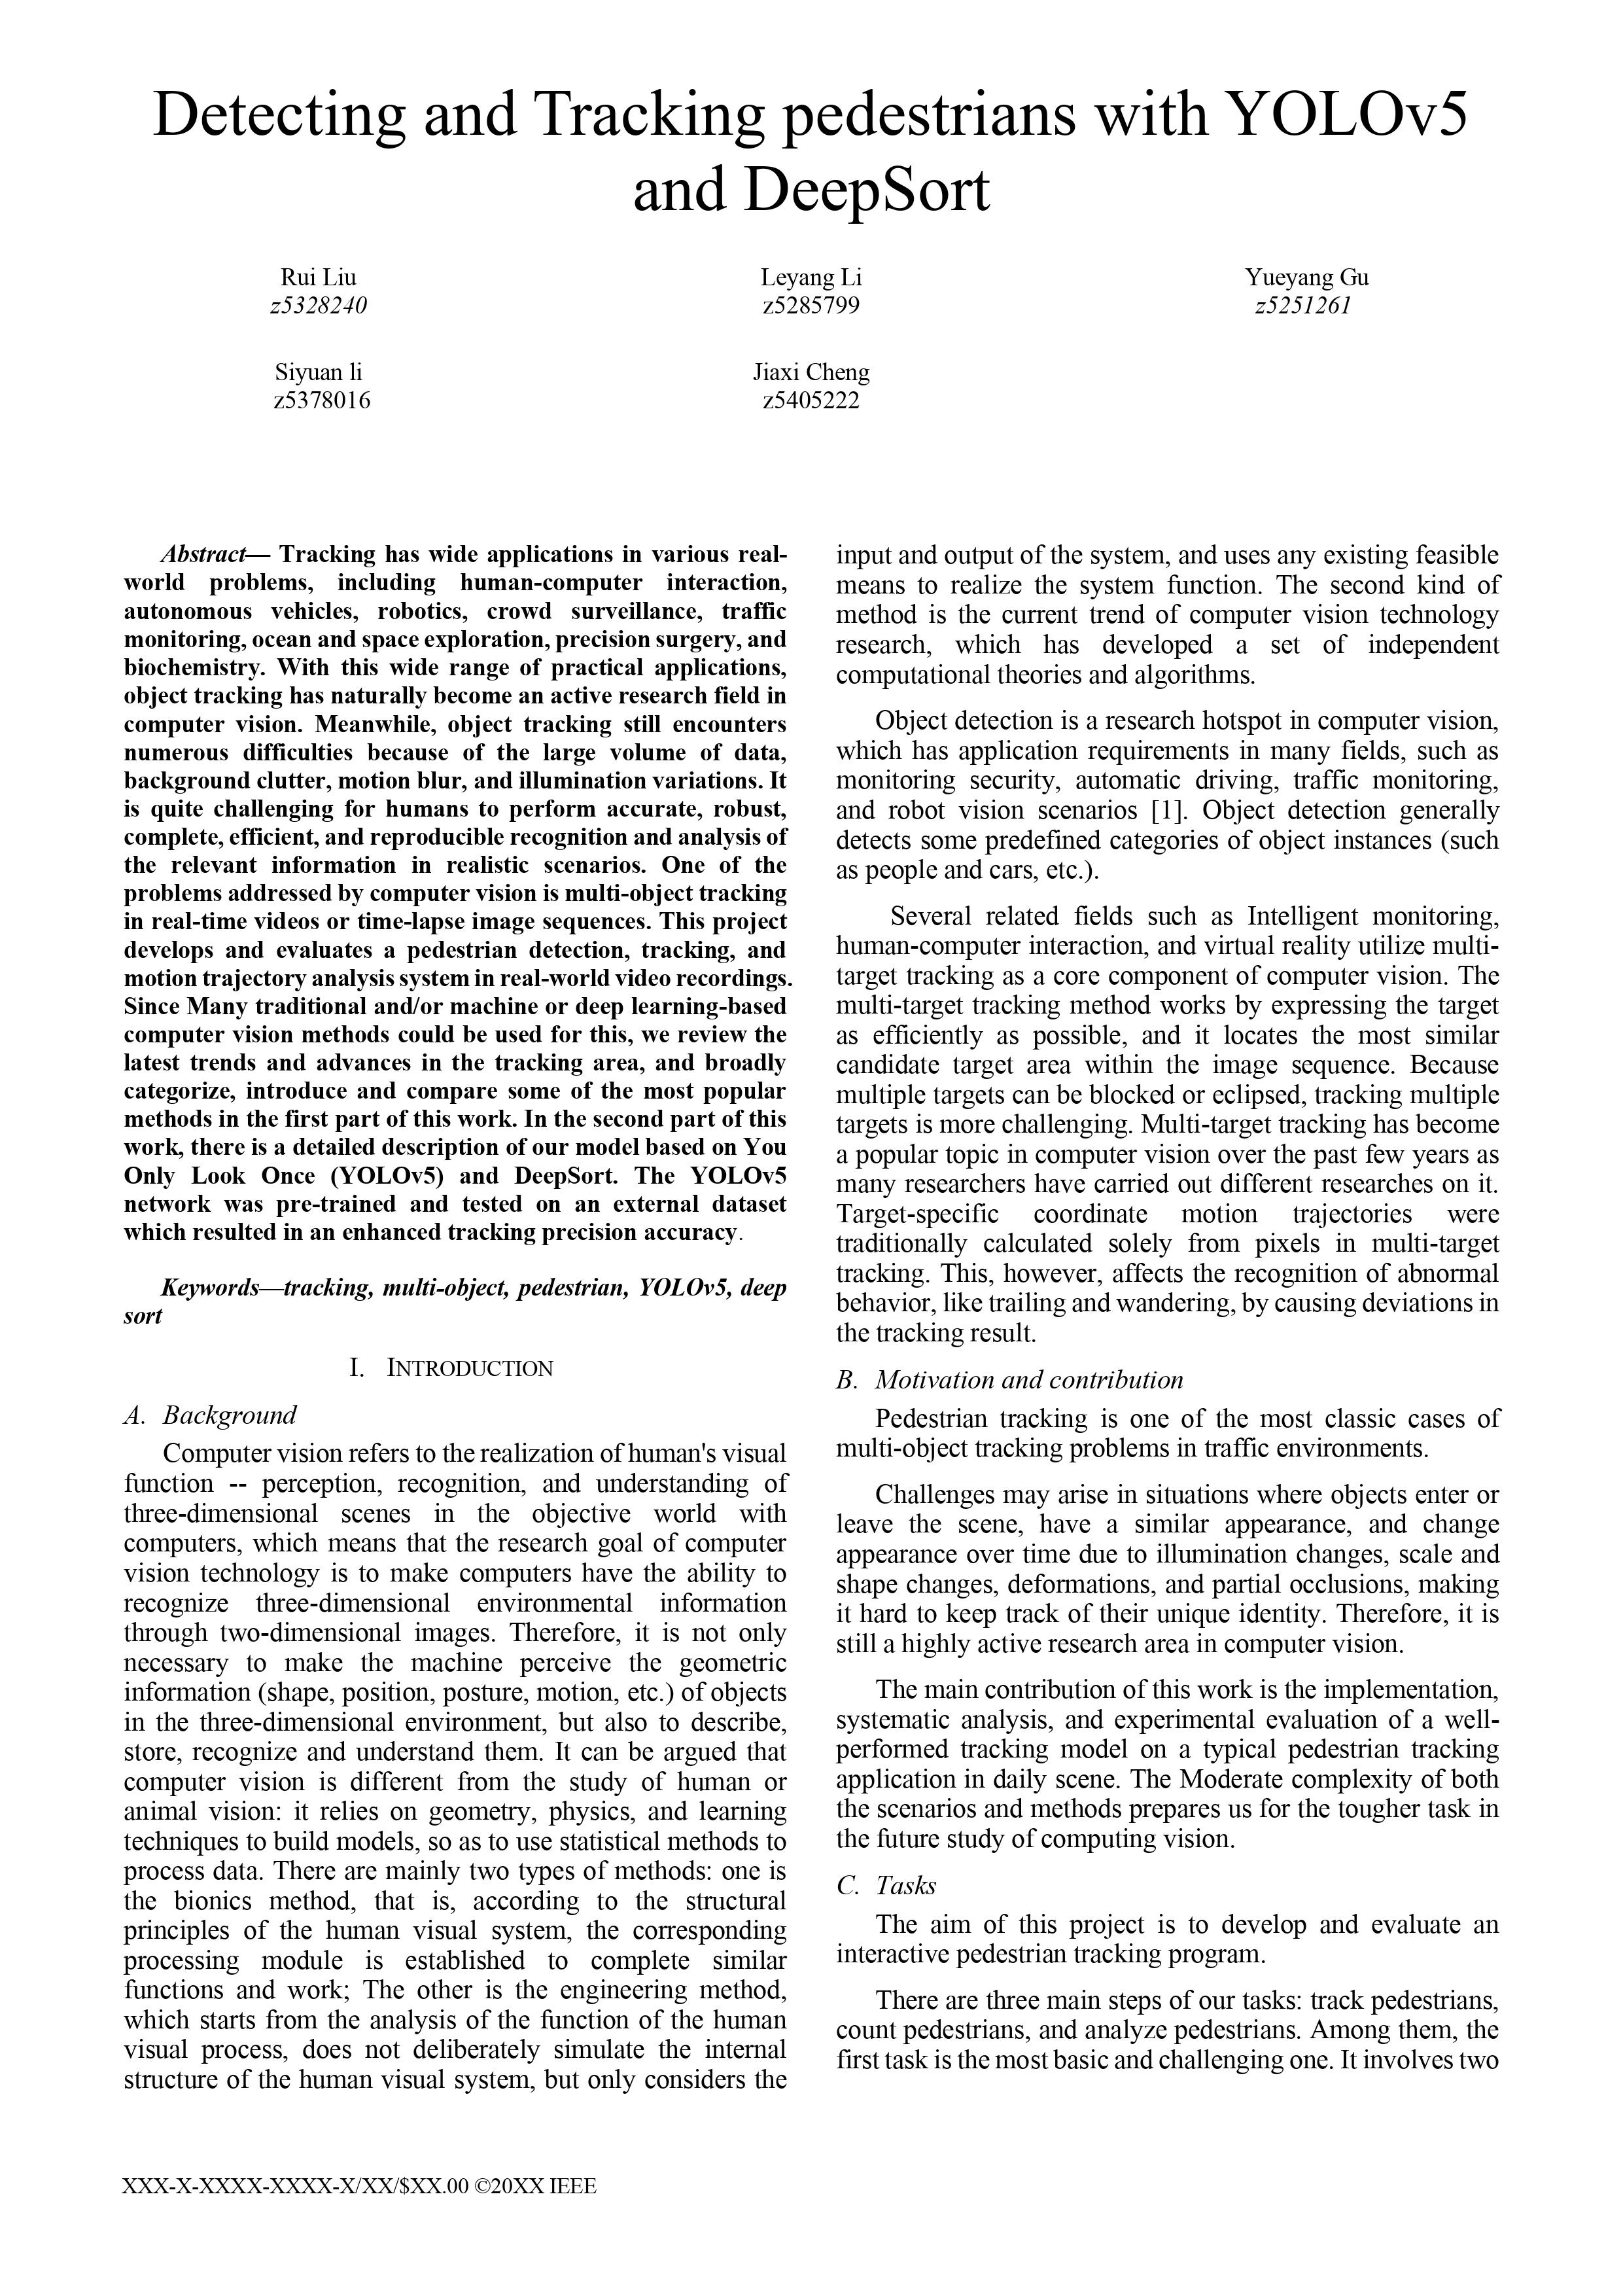 Detecting and Tracking pedestrians with YOLOv5
and DeepSort
Rui Liu
z5328240
Leyang Li
z5285799
Yueyang Gu
z5251261
Siyuan li
z5378016
Jiaxi Cheng
z5405222
Abstract— Tracking has wide applications in various real-
world problems, including human-computer interaction,
autonomous vehicles, robotics, crowd surveillance, traffic
monitoring, ocean and space exploration, precision surgery, and
biochemistry. With this wide range of practical applications,
object tracking has naturally become an active research field in
computer vision. Meanwhile, object tracking still encounters
numerous difficulties because of the large volume of data,
background clutter, motion blur, and illumination variations. It
is quite challenging for humans to perform accurate, robust,
complete, efficient, and reproducible recognition and analysis of
the relevant information in realistic scenarios. One of the
problems addressed by computer vision is multi-object tracking
in real-time videos or time-lapse image sequences. This project
develops and evaluates a pedestrian detection, tracking, and
motion trajectory analysis system in real-world video recordings.
Since Many traditional and/or machine or deep learning-based
computer vision methods could be used for this, we review the
latest trends and advances in the tracking area, and broadly
categorize, introduce and compare some of the most popular
methods in the first part of this work. In the second part of this
work, there is a detailed description of our model based on You
Only Look Once (YOLOv5) and DeepSort. The YOLOv5
network was pre-trained and tested on an external dataset
which resulted in an enhanced tracking precision accuracy.
Keywords—tracking, multi-object, pedestrian, YOLOv5, deep
sort
I. INTRODUCTION
A. Background
Computer vision refers to the realization of human's visual
function -- perception, recognition, and understanding of
three-dimensional scenes in the objective world with
computers, which means that the research goal of computer
vision technology is to make computers have the ability to
recognize three-dimensional environmental information
through two-dimensional images. Therefore, it is not only
necessary to make the machine perceive the geometric
information (shape, position, posture, motion, etc.) of objects
in the three-dimensional environment, but also to describe,
store, recognize and understand them. It can be argued that
computer vision is different from the study of human or
animal vision: it relies on geometry, physics, and learning
techniques to build models, so as to use statistical methods to
process data. There are mainly two types of methods: one is
the bionics method, that is, according to the structural
principles of the human visual system, the corresponding
processing module is established to complete similar
functions and work; The other is the engineering method,
which starts from the analysis of the function of the human
visual process, does not deliberately simulate the internal
structure of the human visual system, but only considers the
input and output of the system, and uses any existing feasible
means to realize the system function. The second kind of
method is the current trend of computer vision technology
research, which has developed a set of independent
computational theories and algorithms.
Object detection is a research hotspot in computer vision,
which has application requirements in many fields, such as
monitoring security, automatic driving, traffic monitoring,
and robot vision scenarios [1]. Object detection generally
detects some predefined categories of object instances (such
as people and cars, etc.).
Several related fields such as Intelligent monitoring,
human-computer interaction, and virtual reality utilize multi-
target tracking as a core component of computer vision. The
multi-target tracking method works by expressing the target
as efficiently as possible, and it locates the most similar
candidate target area within the image sequence. Because
multiple targets can be blocked or eclipsed, tracking multiple
targets is more challenging. Multi-target tracking has become
a popular topic in computer vision over the past few years as
many researchers have carried out different researches on it.
Target-specific coordinate motion trajectories were
traditionally calculated solely from pixels in multi-target
tracking. This, however, affects the recognition of abnormal
behavior, like trailing and wandering, by causing deviations in
the tracking result.
B. Motivation and contribution
Pedestrian tracking is one of the most classic cases of
multi-object tracking problems in traffic environments.
Challenges may arise in situations where objects enter or
leave the scene, have a similar appearance, and change
appearance over time due to illumination changes, scale and
shape changes, deformations, and partial occlusions, making
it hard to keep track of their unique identity. Therefore, it is
still a highly active research area in computer vision.
The main contribution of this work is the implementation,
systematic analysis, and experimental evaluation of a well-
performed tracking model on a typical pedestrian tracking
application in daily scene. The Moderate complexity of both
the scenarios and methods prepares us for the tougher task in
the future study of computing vision.
C. Tasks
The aim of this project is to develop and evaluate an
interactive pedestrian tracking program.
There are three main steps of our tasks: track pedestrians,
count pedestrians, and analyze pedestrians. Among them, the
first task is the most basic and challenging one. It involves two
XXX-X-XXXX-XXXX-X/XX/$XX.00 ©20XX IEEE